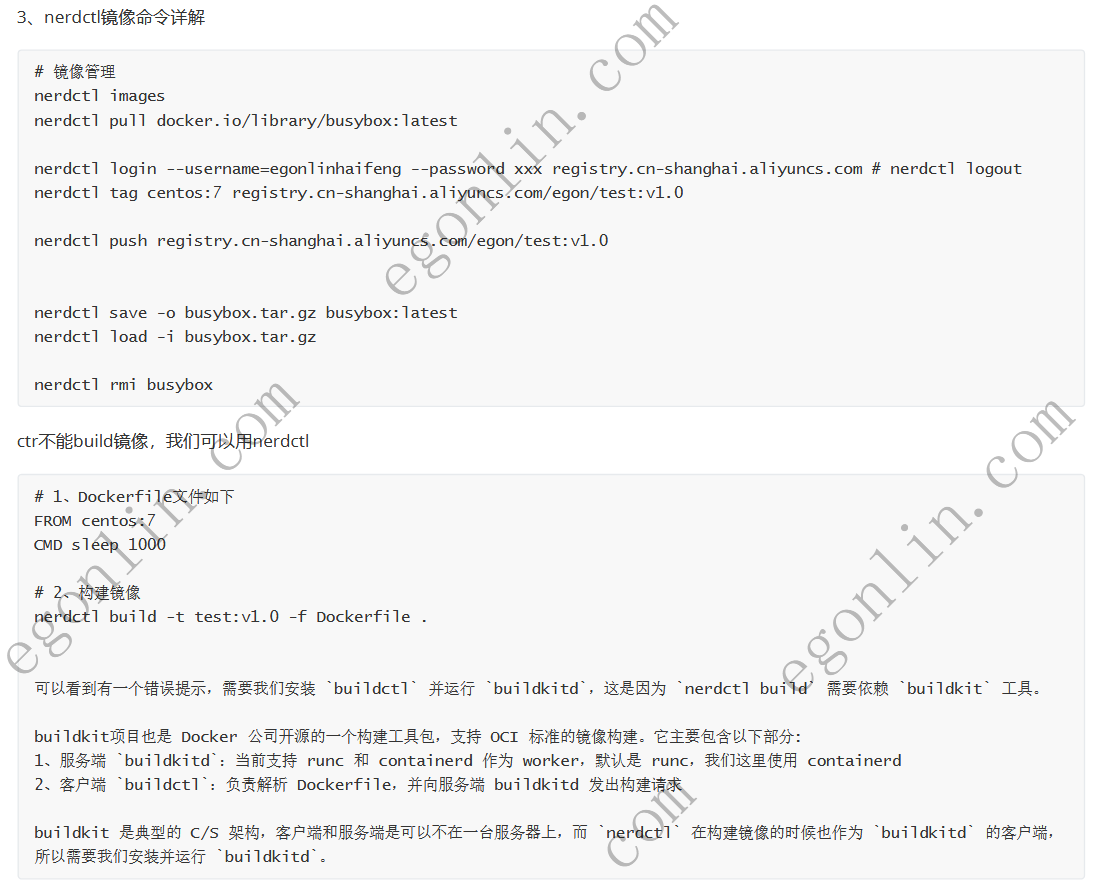 3、nerdctl镜像命令详解
# 镜像管理
nerdctl images
nerdctl pull docker.io/library/busybox:latest
nerdctl login --username=egonlinhaifeng --password xxx registry.cn-shanghai.aliyuncs.com # nerdctl logout
nerdctl tag centos:7 registry.cn-shanghai.aliyuncs.com/egon/test:v1.0
nerdctl push registry.cn-shanghai.aliyuncs.com/egon/test:v1.0
nerdctl save -o busybox.tar.gz busybox:latest
nerdctl load -i busybox.tar.gz
nerdctl rmi busybox
ctr不能build镜像，我们可以用nerdctl
# 1、Dockerfile文件如下
FROM centos:7
CMD sleep 1000
# 2、构建镜像
nerdctl build -t test:v1.0 -f Dockerfile .
可以看到有一个错误提示，需要我们安装 `buildctl` 并运行 `buildkitd`，这是因为 `nerdctl build` 需要依赖 `buildkit` 工具。
buildkit项目也是 Docker 公司开源的一个构建工具包，支持 OCI 标准的镜像构建。它主要包含以下部分:
1、服务端 `buildkitd`：当前支持 runc 和 containerd 作为 worker，默认是 runc，我们这里使用 containerd
2、客户端 `buildctl`：负责解析 Dockerfile，并向服务端 buildkitd 发出构建请求
buildkit 是典型的 C/S 架构，客户端和服务端是可以不在一台服务器上，而 `nerdctl` 在构建镜像的时候也作为 `buildkitd` 的客户端，
所以需要我们安装并运行 `buildkitd`。
egonlin.com
egonlin.com
egonlin.com
com